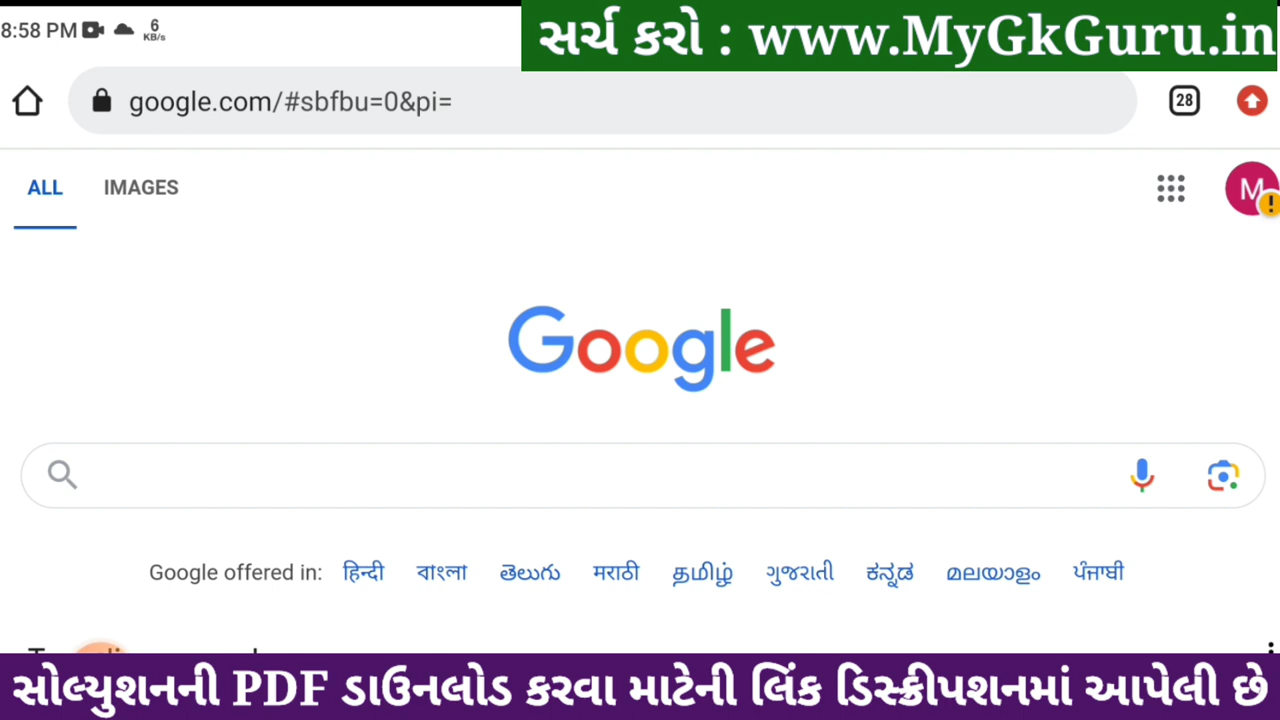 સર્ચ કરો : www.MyGkGuru.in
8:58 PM 6 KB/s
google.com/#sbfbu=0&pi= 28
ALL IMAGES M
Google
Google offered in: हिन्दी বাংলা తెలుగు मराठी தமிழ் ગુજરાતી ಕನ್ನಡ മലയാളം ਪੰਜਾਬੀ
સોલ્યુશનની PDF ડાઉનલોડ કરવા માટેની લિંક ડિસ્ક્રીપશનમાં આપેલી છે